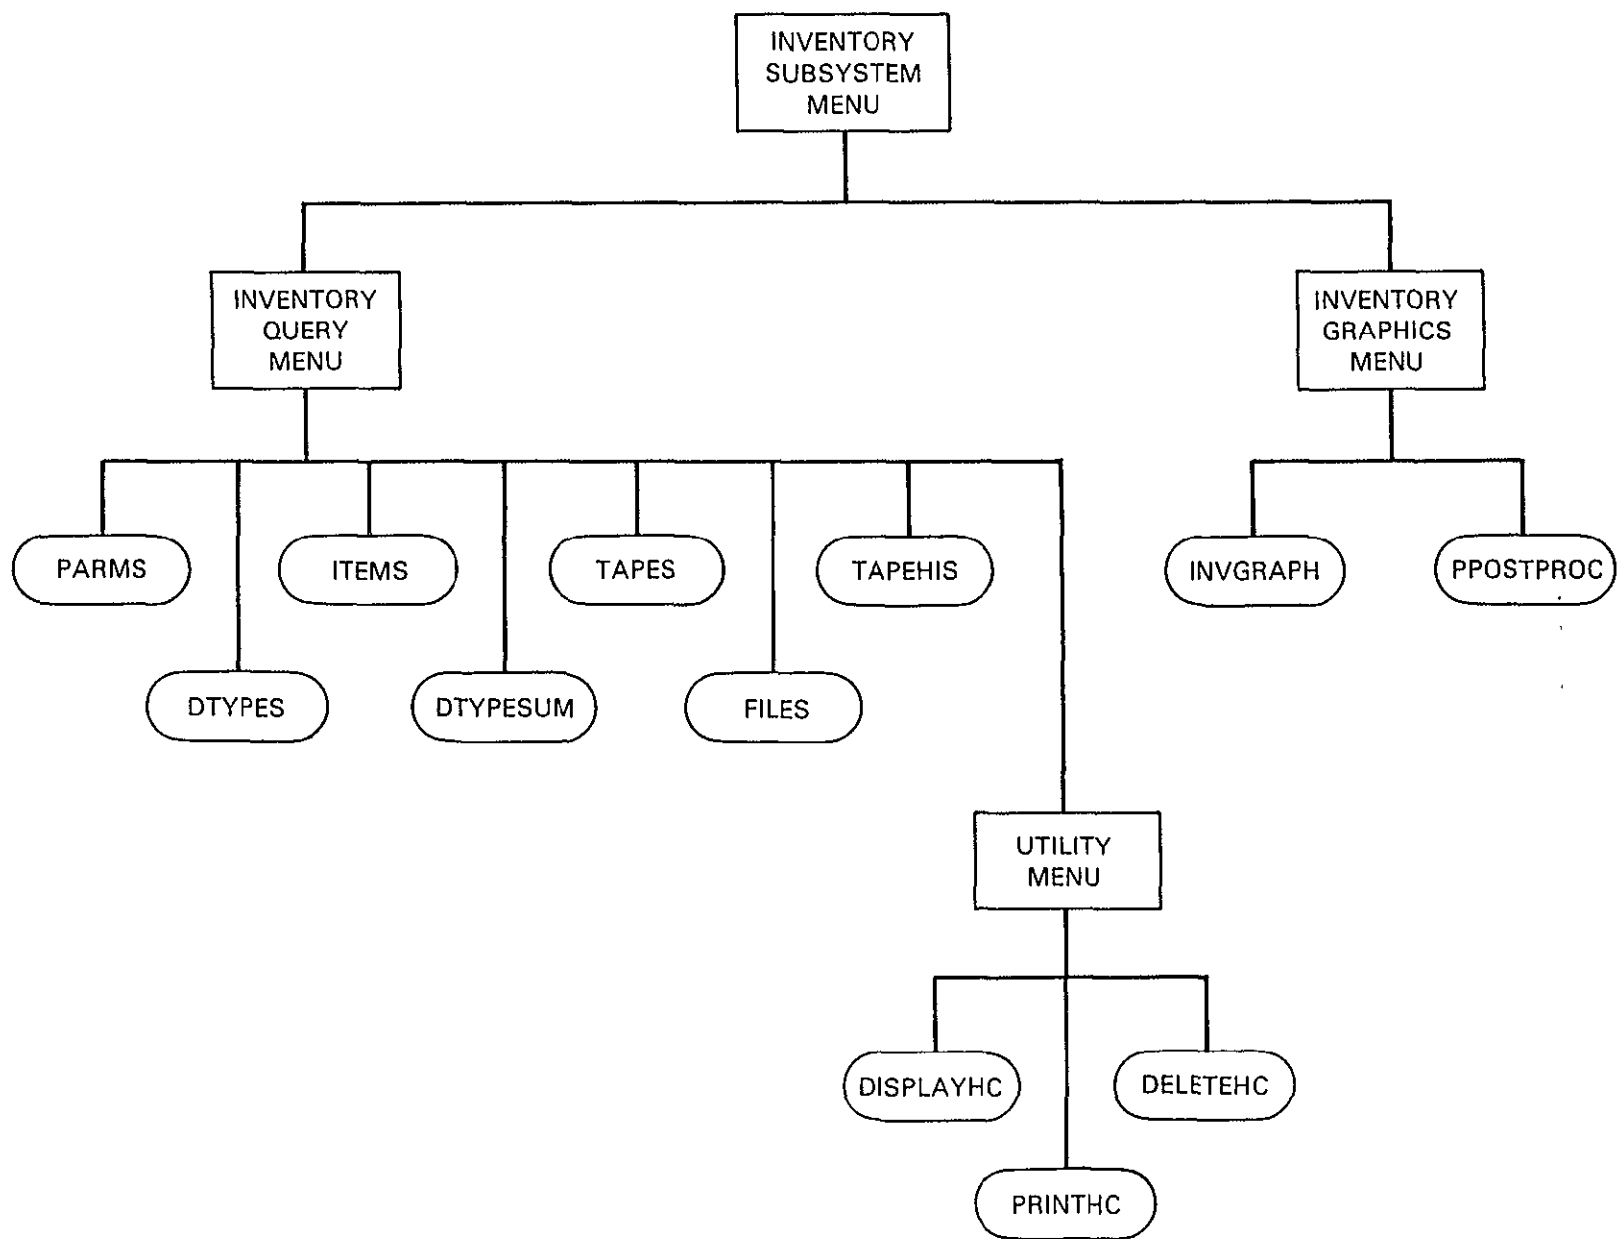 INVENTORY
SUBSYSTEM
MENU
INVENTORY
QUERY
MENU
INVENTORY
GRAPHICS
MENU
PARMS
ITEMS
TAPES
TAPEHIS
INVGRAPH
PPOSTPROC
DTYPES
DTYPESUM
FILES
UTILITY
MENU
DISPLAYHC
DELETEHC
PRINTHC